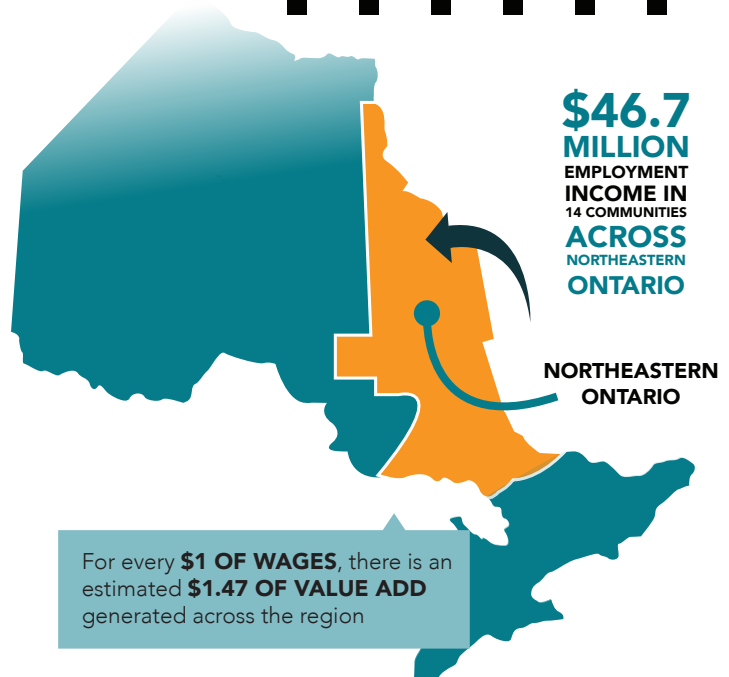 $46.7
MILLION
EMPLOYMENT
INCOME IN
14 COMMUNITIES
ACROSS
NORTHEASTERN
ONTARIO
NORTHEASTERN
ONTARIO
For every $1 OF WAGES, there is an
estimated $1.47 OF VALUE ADD
generated across the region